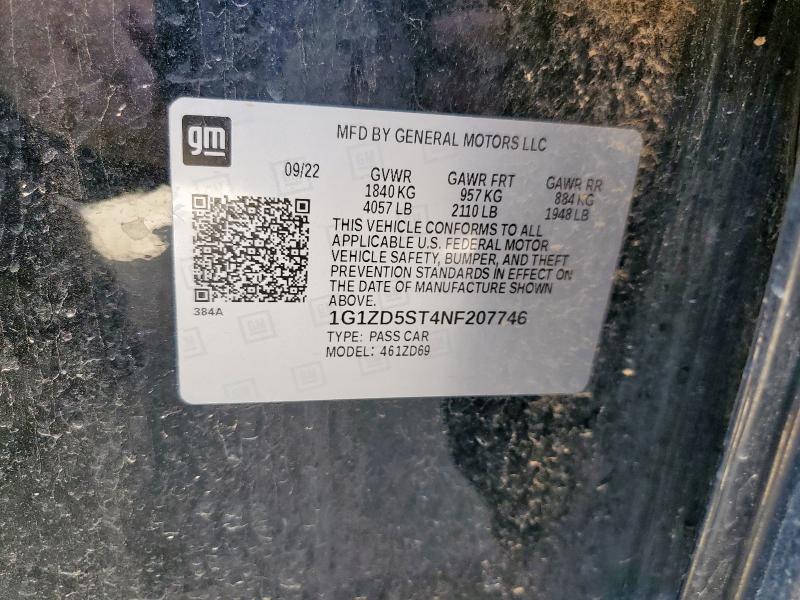 gm
MFD BY GENERAL MOTORS LLC
09/22
GVWR GAWR FRT GAWR RR
1840 KG 957 KG 884 KG
4057 LB 2110 LB 1948 LB
THIS VEHICLE CONFORMS TO ALL
APPLICABLE U.S. FEDERAL MOTOR
VEHICLE SAFETY, BUMPER, AND THEFT
PREVENTION STANDARDS IN EFFECT ON
THE DATE OF MANUFACTURE SHOWN
ABOVE.
384A
1G1ZD5ST4NF207746
TYPE: PASS CAR
MODEL: 461ZD69